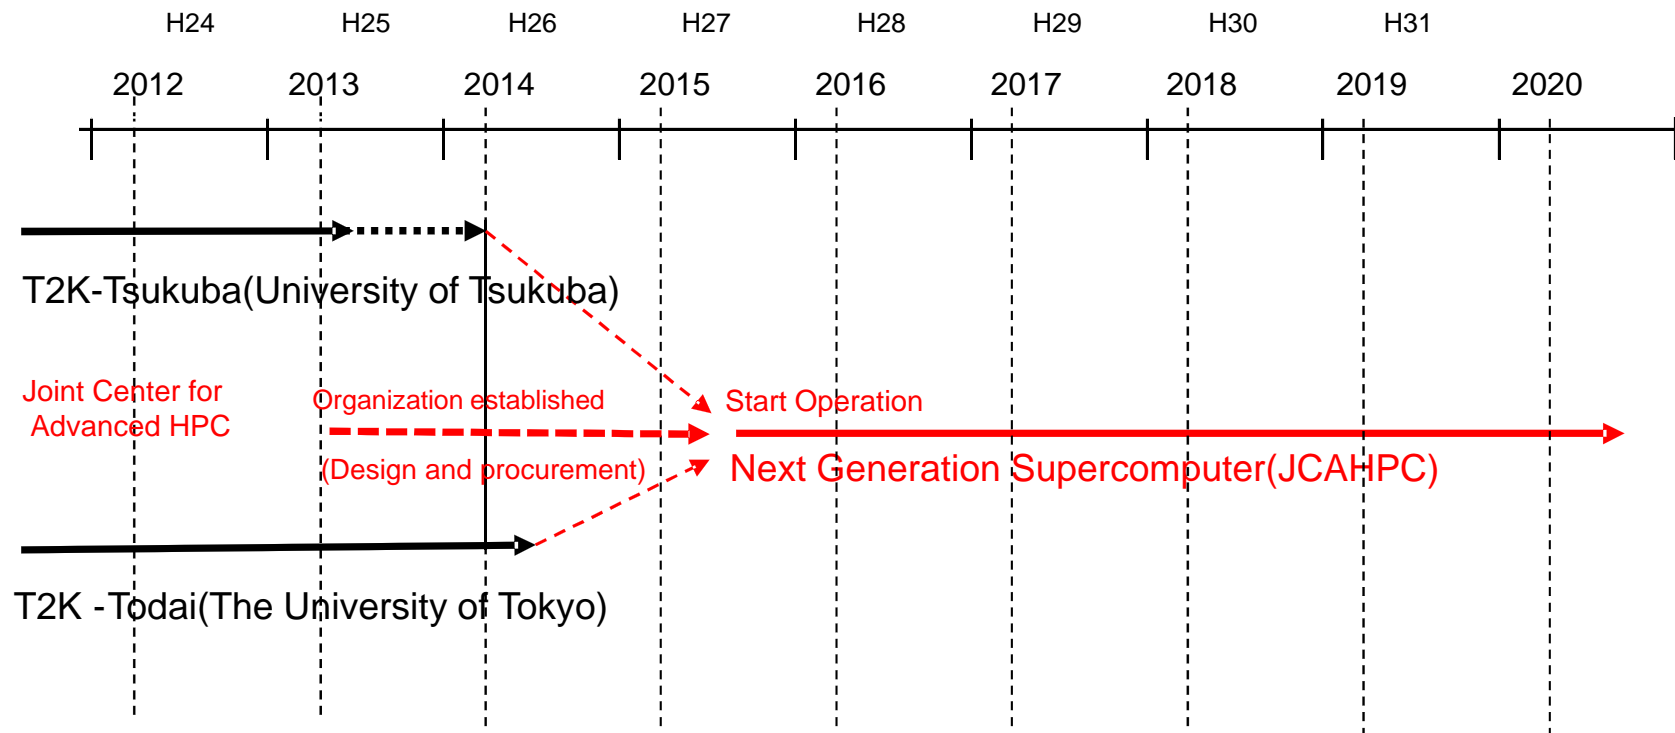 H24 H25 H26 H27 H28 H29 H30 H31
2012 2013 2014 2015 2016 2017 2018 2019 2020
T2K-Tsukuba(University of Tsukuba)
Joint Center for
Advanced HPC
Organization established
Start Operation
(Design and procurement)
Next Generation Supercomputer(JCAHPC)
T2K -Todai(The University of Tokyo)